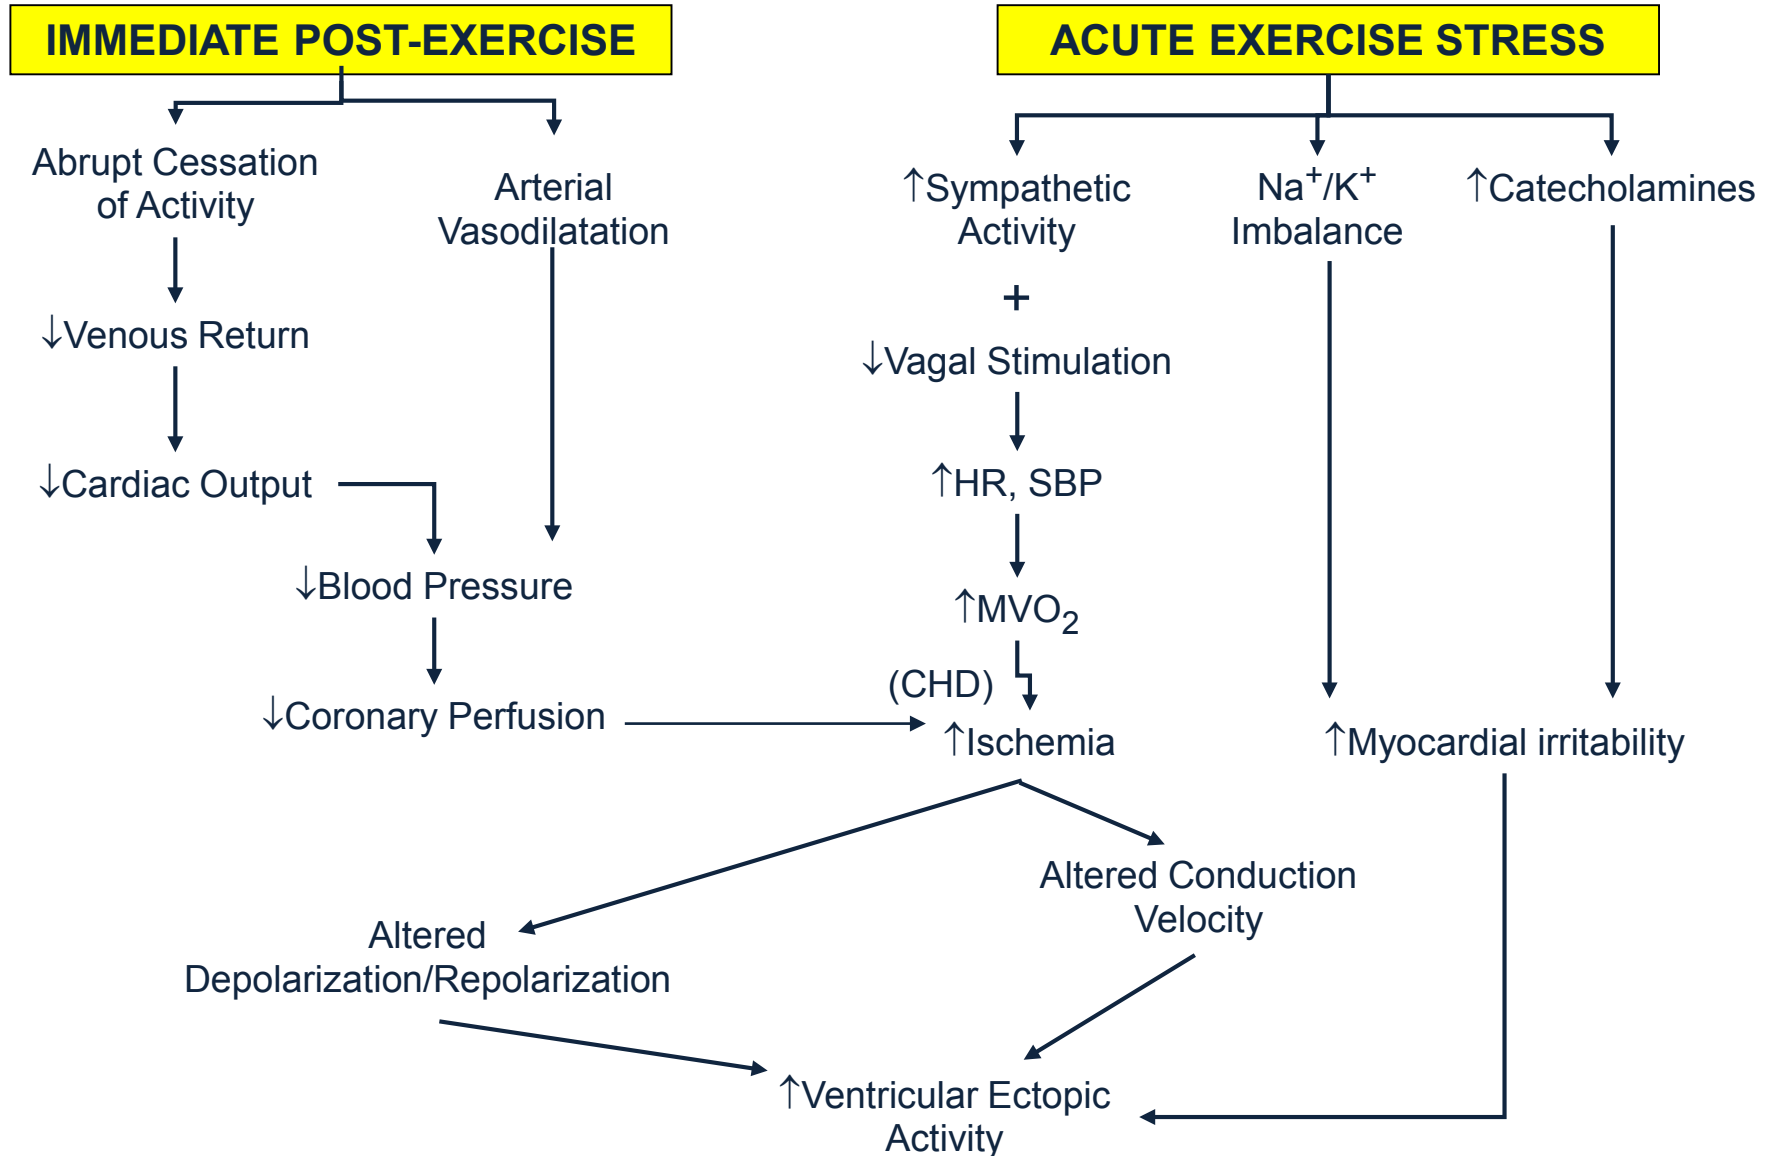 IMMEDIATE POST-EXERCISE
Abrupt Cessation
of Activity
Arterial
Vasodilatation
↓Venous Return
↓Cardiac Output
↓Blood Pressure
↓Coronary Perfusion
ACUTE EXERCISE STRESS
↑Sympathetic
Activity
+
↓Vagal Stimulation
↑HR, SBP
↑MVO₂
(CHD)
↑Ischemia
Na⁺/K⁺
Imbalance
↑Catecholamines
↑Myocardial irritability
Altered Conduction
Velocity
Altered
Depolarization/Repolarization
↑Ventricular Ectopic
Activity